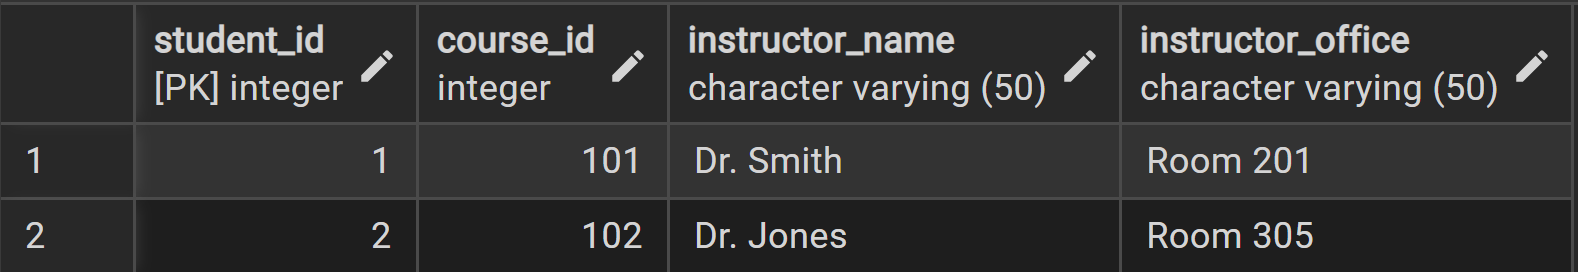 student_id course_id instructor_name instructor_office
[PK] integer integer character varying (50) character varying (50)
1 1 101 Dr. Smith Room 201
2 2 102 Dr. Jones Room 305